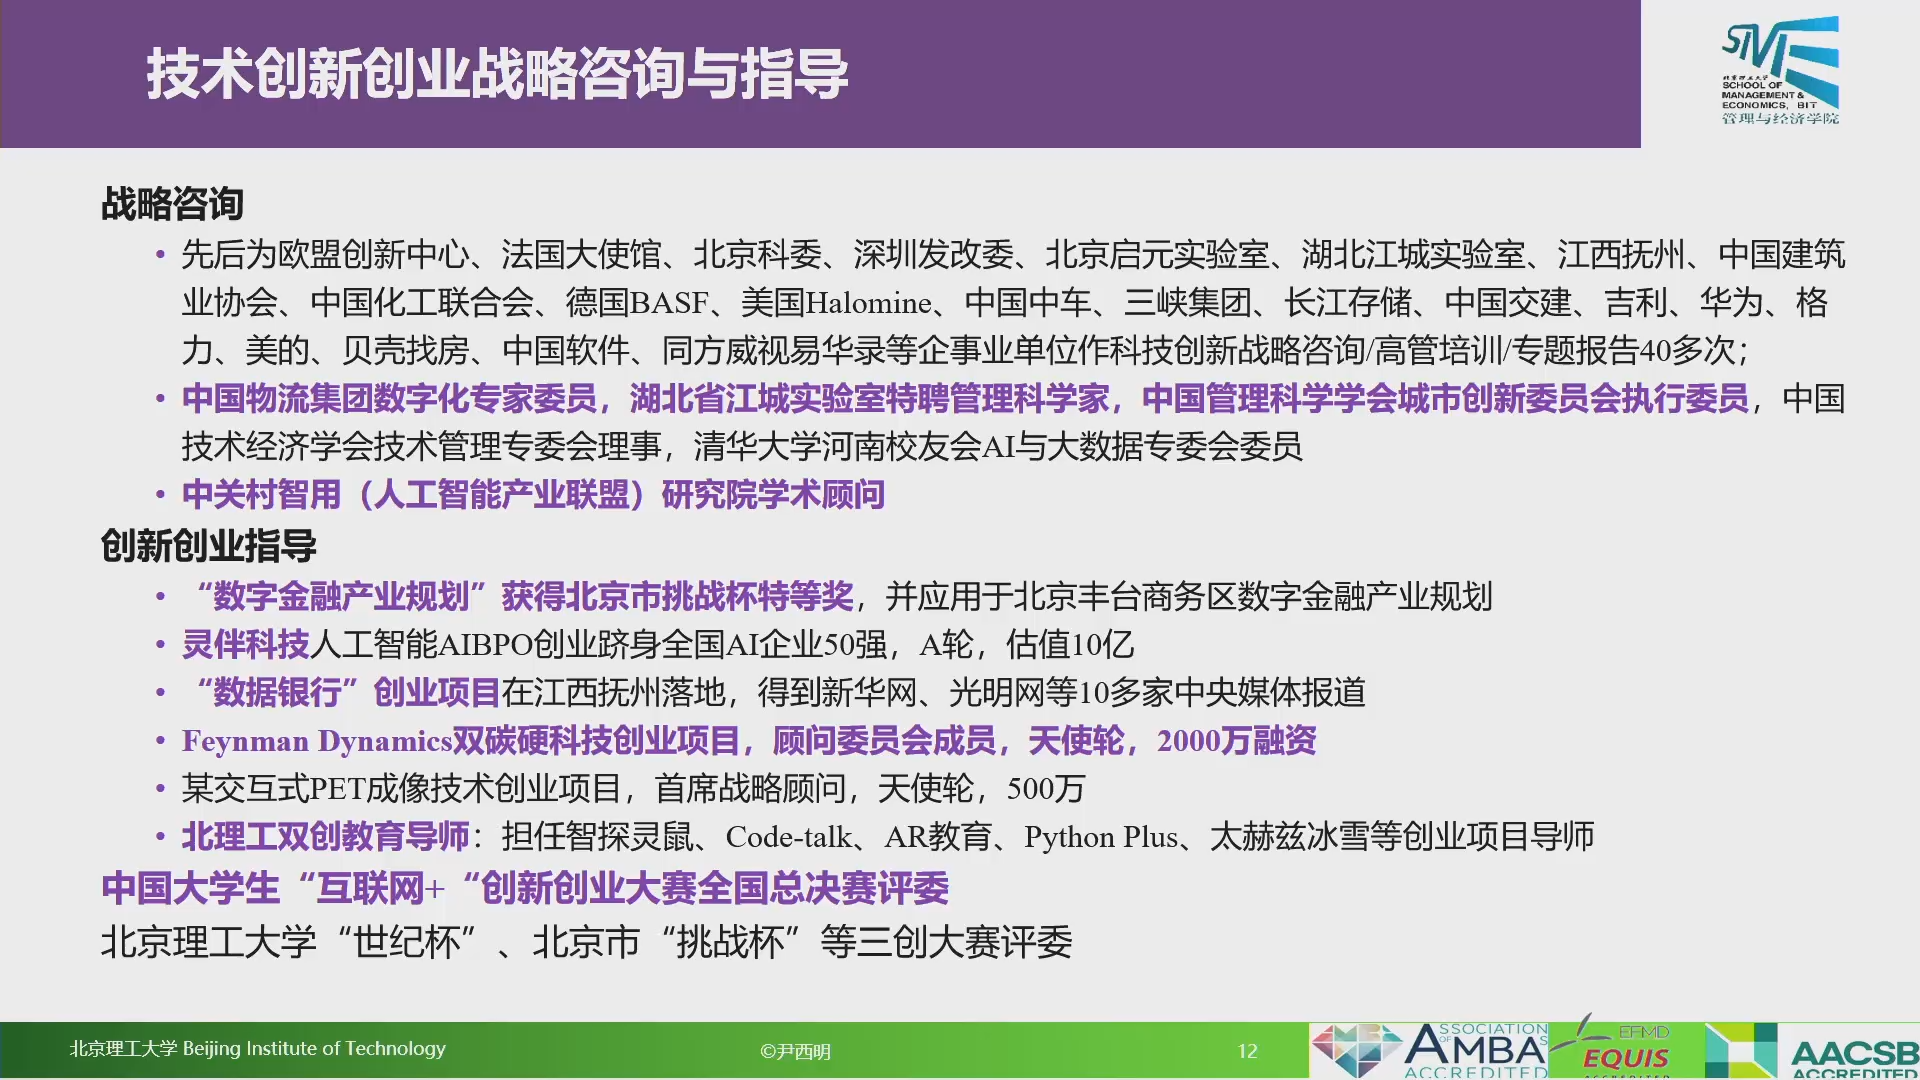 技术创新创业战略咨询与指导
SME
北京理工大学
SCHOOL OF
MANAGEMENT &
ECONOMICS, BIT
管理与经济学院
战略咨询
• 先后为欧盟创新中心、法国大使馆、北京科委、深圳发改委、北京启元实验室、湖北江城实验室、江西抚州、中国建筑
业协会、中国化工联合会、德国BASF、美国Halomine、中国中车、三峡集团、长江存储、中国交建、吉利、华为、格
力、美的、贝壳找房、中国软件、同方威视易华录等企事业单位作科技创新战略咨询/高管培训/专题报告40多次；
• 中国物流集团数字化专家委员，湖北省江城实验室特聘管理科学家，中国管理科学学会城市创新委员会执行委员，中国
技术经济学会技术管理专委会理事，清华大学河南校友会AI与大数据专委会委员
• 中关村智用（人工智能产业联盟）研究院学术顾问
创新创业指导
• “数字金融产业规划”获得北京市挑战杯特等奖，并应用于北京丰台商务区数字金融产业规划
• 灵伴科技人工智能AIBPO创业跻身全国AI企业50强，A轮，估值10亿
• “数据银行”创业项目在江西抚州落地，得到新华网、光明网等10多家中央媒体报道
• Feynman Dynamics双碳硬科技创业项目，顾问委员会成员，天使轮，2000万融资
• 某交互式PET成像技术创业项目，首席战略顾问，天使轮，500万
• 北理工双创教育导师：担任智探灵鼠、Code-talk、AR教育、Python Plus、太赫兹冰雪等创业项目导师
中国大学生“互联网+“创新创业大赛全国总决赛评委
北京理工大学“世纪杯”、北京市“挑战杯”等三创大赛评委
北京理工大学 Beijing Institute of Technology
©尹西明
12
ASSOCIATION
OF
MBAS
AMBA
ACCREDITED
EFMD
EQUIS
ACCREDITED
AACSB
ACCREDITED